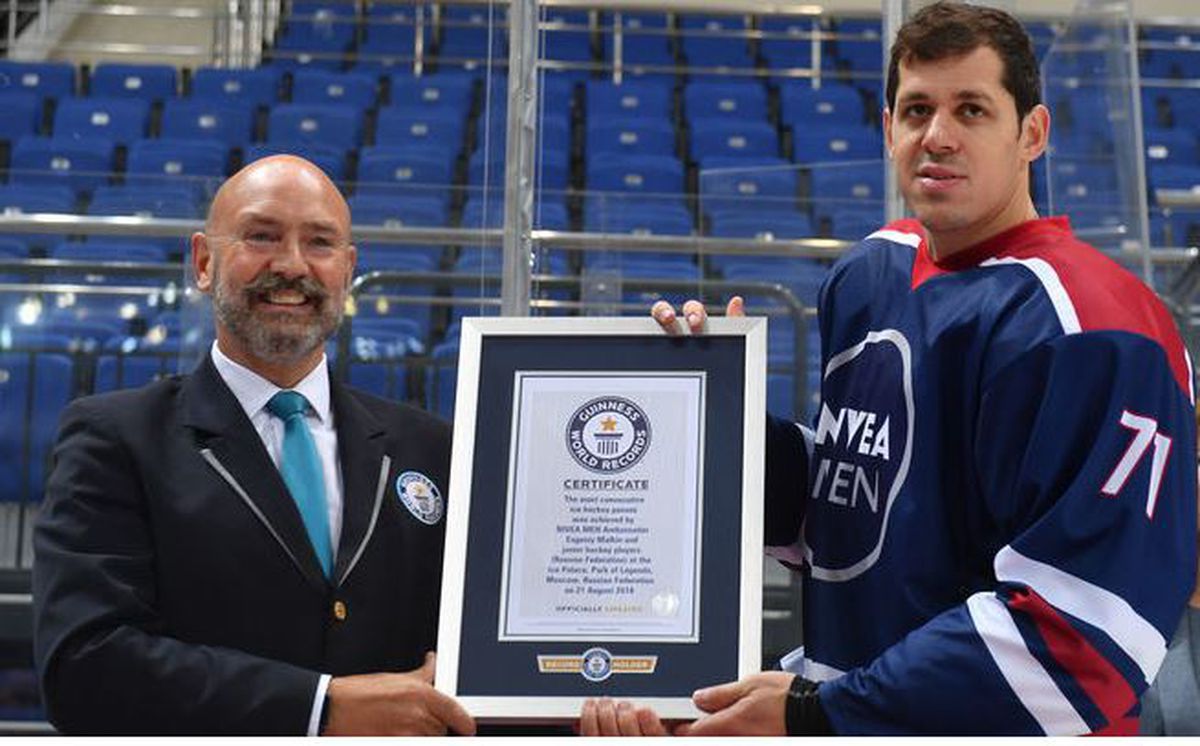 GUINNESS
WORLD RECORDS
CERTIFICATE
The most consecutive
ice hockey passes
was achieved by
NIVEA MEN Ambassador
Evgeny Malkin and
junior hockey players
(Russian Federation) at the
Ice Palace, Park of Legends,
Moscow, Russian Federation
on 21 August 2018
OFFICIALLY AMAZING
RECORD HOLDER
NIVEA
MEN
71